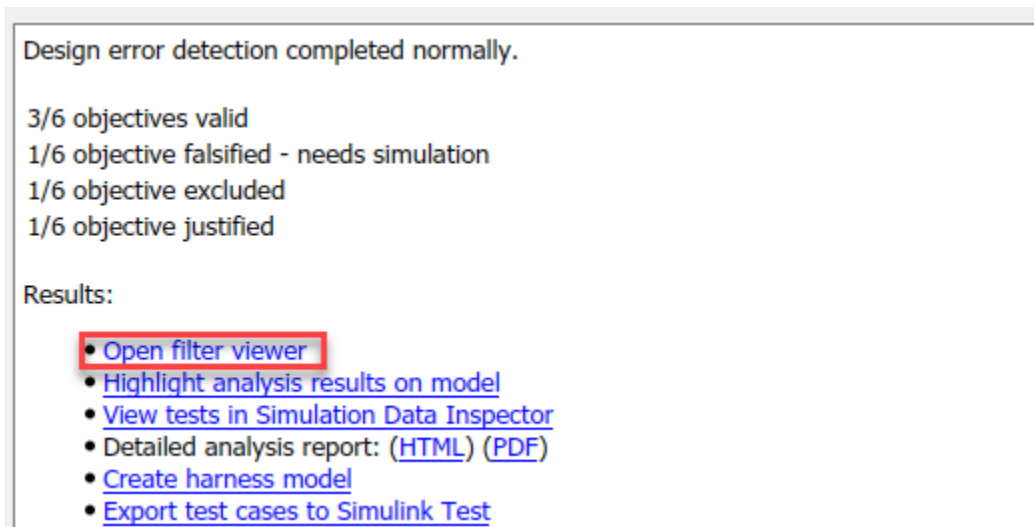 Design error detection completed normally.
3/6 objectives valid
1/6 objective falsified - needs simulation
1/6 objective excluded
1/6 objective justified
Results:
• Open filter viewer
• Highlight analysis results on model
• View tests in Simulation Data Inspector
• Detailed analysis report: (HTML) (PDF)
• Create harness model
• Export test cases to Simulink Test